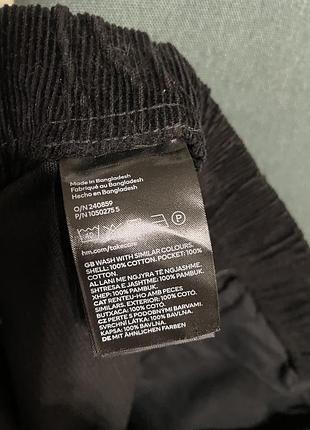 Made in Bangladesh
Fabriqué au Bangladesh
Hecho en Bangladesh
O/N 240859
P/N 1050275 5
40
P
hm.com/takecare
GB WASH WITH SIMILAR COLOURS.
SHELL: 100% COTTON. POCKET: 100%
COTTON.
AL LANI ME NGJYRA TË NGJASHME
SHTRESA E JASHTME: 100% PAMBUK.
XHEP: 100% PAMBUK.
CAT RENTEU-HO AMB PECES
SIMILARS. EXTERIOR: 100% COTÓ.
BUTXACA: 100% COTÓ.
CZ PERTE S PODOBNÝMI BARVAMI.
SVRCHNÍ LÁTKA: 100% BAVLNA.
KAPSA: 100% BAVLNA.
DE MIT ÄHNLICHEN FARBEN